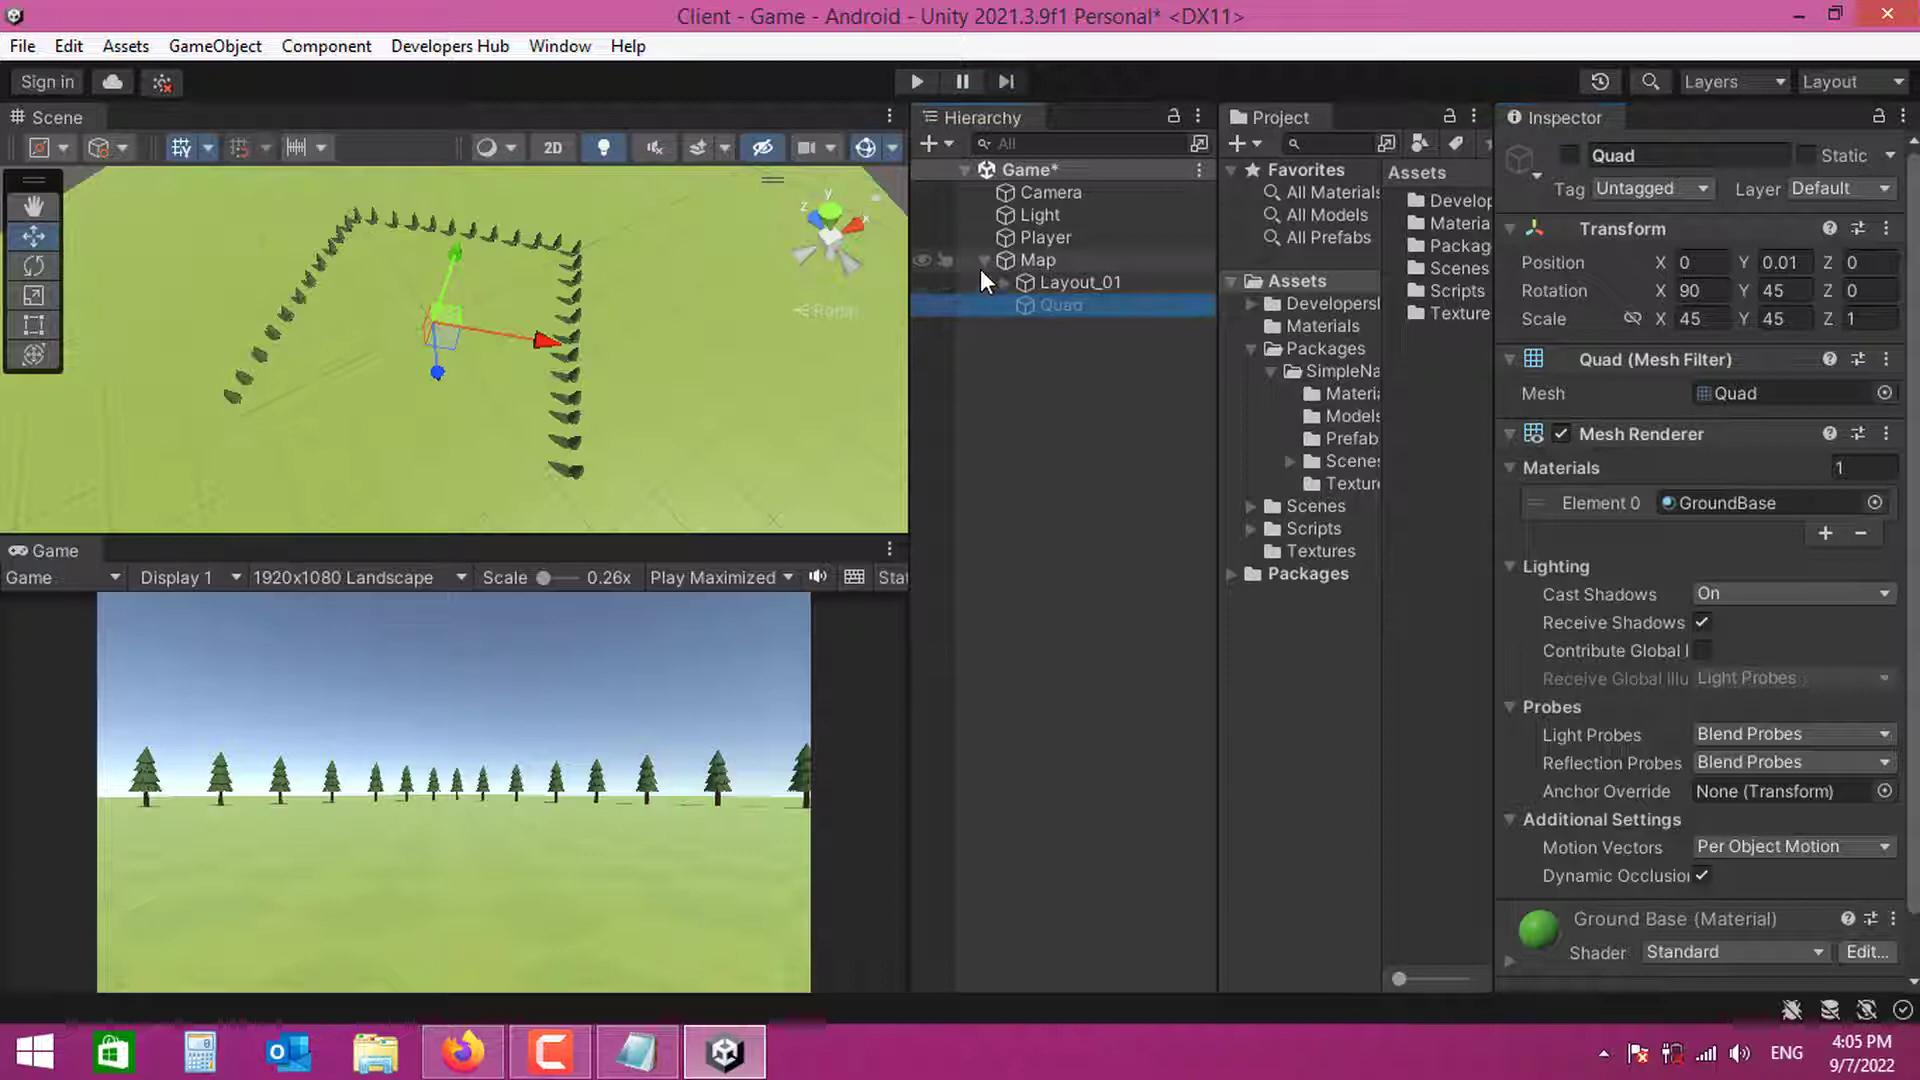 Client - Game - Android - Unity 2021.3.9f1 Personal* <DX11>
File Edit Assets GameObject Component Developers Hub Window Help
Sign in
Layers Layout
Scene
2D
y
z
x
Game
Game Display 1 1920x1080 Landscape Scale 0.26x Play Maximized Stat
Hierarchy
All
Game*
Camera
Light
Player
Map
Layout_01
Quad
Project
Favorites
All Materials
All Models
All Prefabs
Assets
Developersl
Materials
Packages
SimpleNa
Materia
Models
Prefab
Scenes
Texture
Scenes
Scripts
Textures
Packages
Assets
Develop
Materia
Packag
Scenes
Scripts
Texture
Inspector
Quad Static
Tag Untagged Layer Default
Transform
Position X 0 Y 0.01 Z 0
Rotation X 90 Y 45 Z 0
Scale X 45 Y 45 Z 1
Quad (Mesh Filter)
Mesh Quad
Mesh Renderer
Materials 1
Element 0 GroundBase
Lighting
Cast Shadows On
Receive Shadows
Contribute Global I
Receive Global Illu Light Probes
Probes
Light Probes Blend Probes
Reflection Probes Blend Probes
Anchor Override None (Transform)
Additional Settings
Motion Vectors Per Object Motion
Dynamic Occlusion
Ground Base (Material)
Shader Standard Edit...
ENG
4:05 PM
9/7/2022